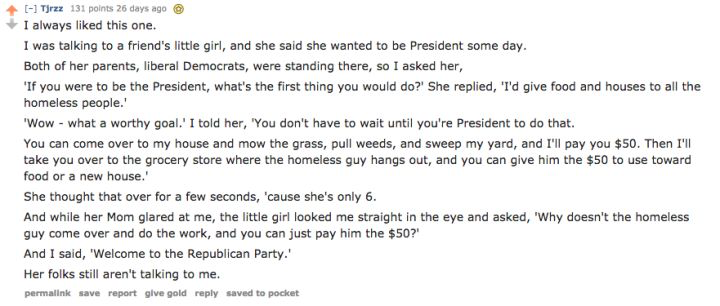 [-] Tjrzz 131 points 26 days ago
I always liked this one.
I was talking to a friend's little girl, and she said she wanted to be President some day.
Both of her parents, liberal Democrats, were standing there, so I asked her,
'If you were to be the President, what's the first thing you would do?' She replied, 'I'd give food and houses to all the
homeless people.'
'Wow - what a worthy goal.' I told her, 'You don't have to wait until you're President to do that.
You can come over to my house and mow the grass, pull weeds, and sweep my yard, and I'll pay you $50. Then I'll
take you over to the grocery store where the homeless guy hangs out, and you can give him the $50 to use toward
food or a new house.'
She thought that over for a few seconds, 'cause she's only 6.
And while her Mom glared at me, the little girl looked me straight in the eye and asked, 'Why doesn't the homeless
guy come over and do the work, and you can just pay him the $50?'
And I said, 'Welcome to the Republican Party.'
Her folks still aren't talking to me.
permalink save report give gold reply saved to pocket